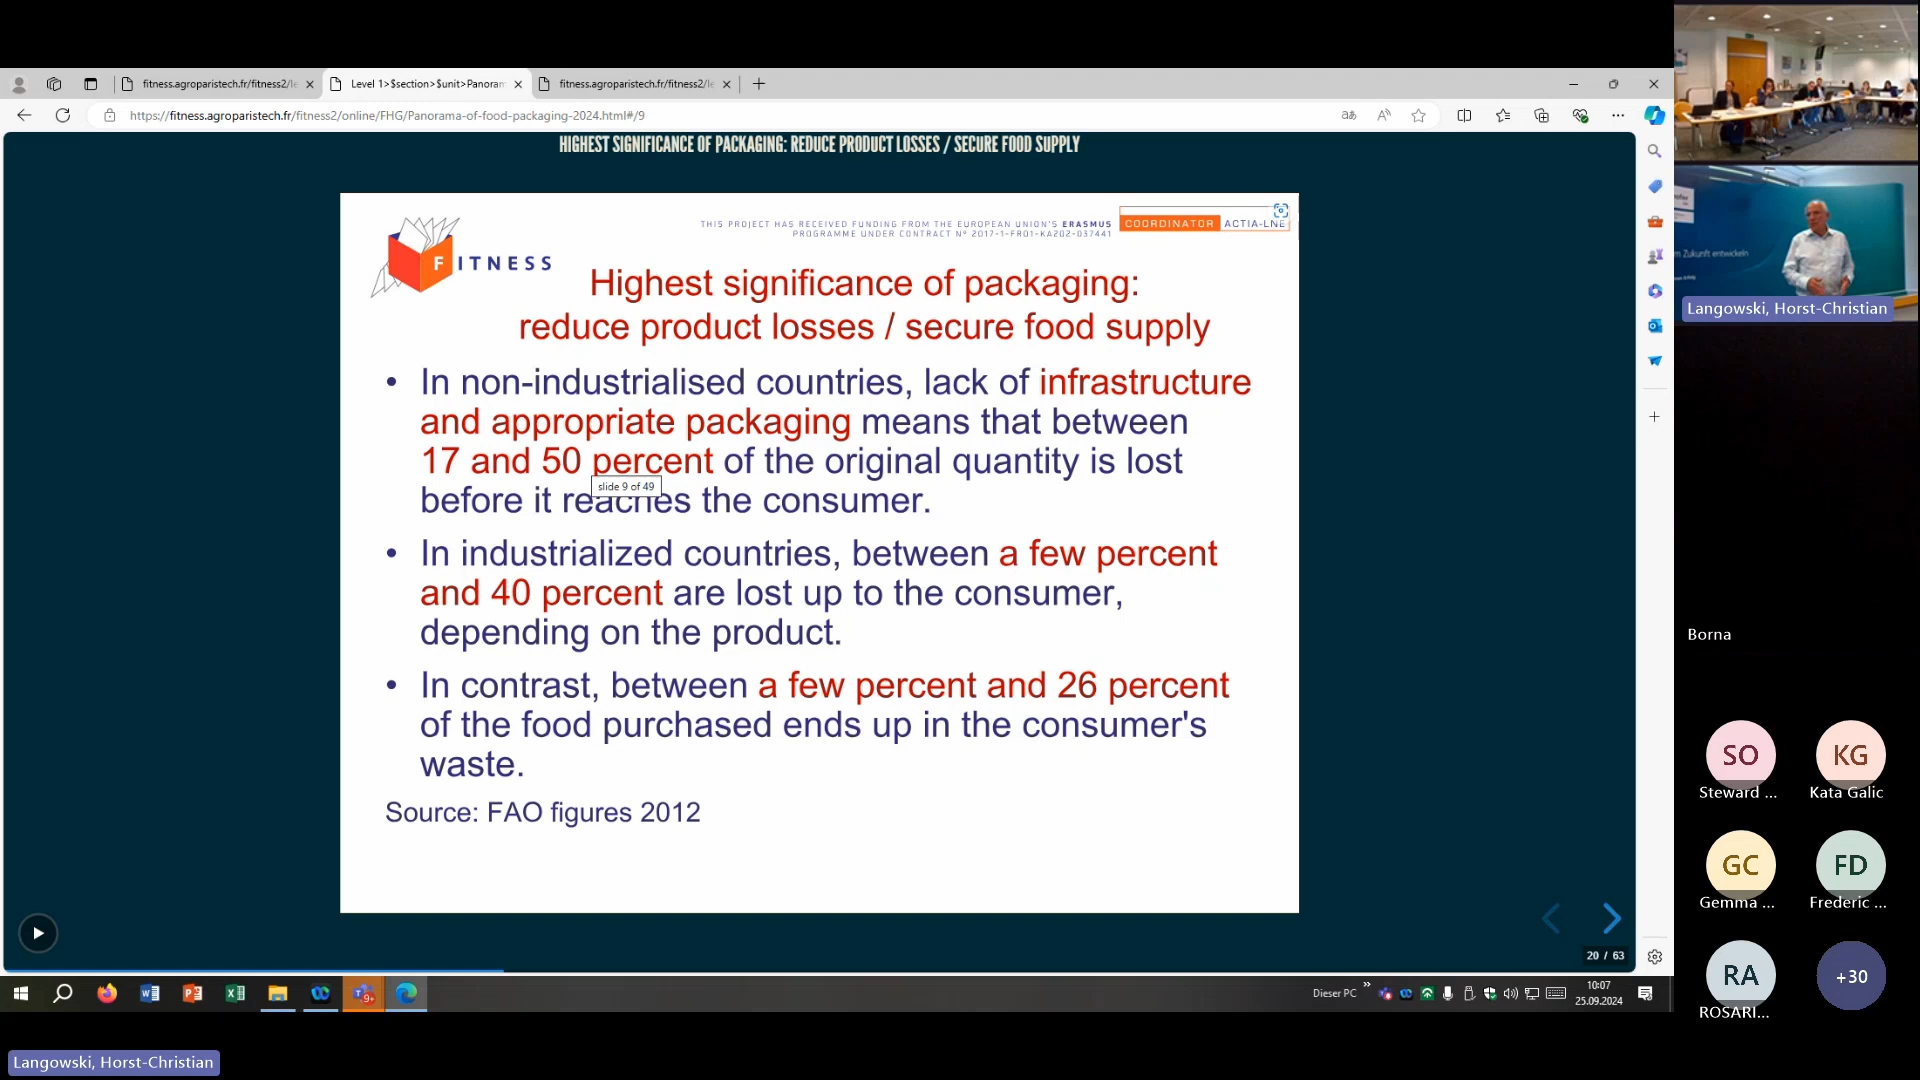 fitness.agroparistech.fr/fitness2/le
Level 1>$section>$unit>Panoram
fitness.agroparistech.fr/fitness2/le
https://fitness.agroparistech.fr/fitness2/online/FHG/Panorama-of-food-packaging-2024.html#/9
HIGHEST SIGNIFICANCE OF PACKAGING: REDUCE PRODUCT LOSSES / SECURE FOOD SUPPLY
THIS PROJECT HAS RECEIVED FUNDING FROM THE EUROPEAN UNION'S ERASMUS
PROGRAMME UNDER CONTRACT N° 2017-1-FR01-KA202-037441
COORDINATOR ACTIA-LNE
FITNESS
Highest significance of packaging:
reduce product losses / secure food supply
• In non-industrialised countries, lack of infrastructure
and appropriate packaging means that between
17 and 50 percent of the original quantity is lost
slide 9 of 49
before it reaches the consumer.
• In industrialized countries, between a few percent
and 40 percent are lost up to the consumer,
depending on the product.
• In contrast, between a few percent and 26 percent
of the food purchased ends up in the consumer's
waste.
Source: FAO figures 2012
20 / 63
Dieser PC
10:07
25.09.2024
Langowski, Horst-Christian
n Zukunft entwickeln
Langowski, Horst-Christian
Borna
SO
Steward ...
KG
Kata Galic
GC
Gemma ...
FD
Frederic ...
RA
ROSARI...
+30